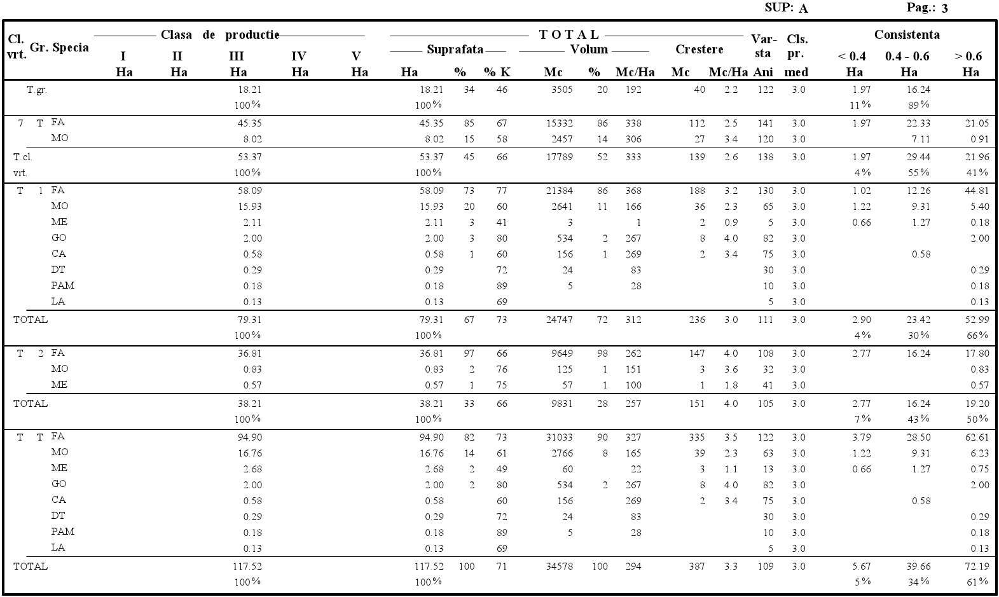 SUP: A Pag.: 3
Cl. vrt. Gr. Specia Clasa de productie T O T A L Var- sta Cls. pr. Consistenta
Suprafata Volum Crestere
I II III IV V < 0.4 0.4 - 0.6 > 0.6
Ha Ha Ha Ha Ha Ha % % K Mc % Mc/Ha Mc Mc/Ha Ani med Ha Ha Ha
T.gr. 18.21 18.21 34 46 3505 20 192 40 2.2 122 3.0 1.97 16.24
100% 100% 11% 89%
7 T FA 45.35 45.35 85 67 15332 86 338 112 2.5 141 3.0 1.97 22.33 21.05
MO 8.02 8.02 15 58 2457 14 306 27 3.4 120 3.0 7.11 0.91
T.cl. 53.37 53.37 45 66 17789 52 333 139 2.6 138 3.0 1.97 29.44 21.96
vrt. 100% 100% 4% 55% 41%
T 1 FA 58.09 58.09 73 77 21384 86 368 188 3.2 130 3.0 1.02 12.26 44.81
MO 15.93 15.93 20 60 2641 11 166 36 2.3 65 3.0 1.22 9.31 5.40
ME 2.11 2.11 3 41 3 1 2 0.9 5 3.0 0.66 1.27 0.18
GO 2.00 2.00 3 80 534 2 267 8 4.0 82 3.0 2.00
CA 0.58 0.58 1 60 156 1 269 2 3.4 75 3.0 0.58
DT 0.29 0.29 72 24 83 30 3.0 0.29
PAM 0.18 0.18 89 5 28 10 3.0 0.18
LA 0.13 0.13 69 5 3.0 0.13
TOTAL 79.31 79.31 67 73 24747 72 312 236 3.0 111 3.0 2.90 23.42 52.99
100% 100% 4% 30% 66%
T 2 FA 36.81 36.81 97 66 9649 98 262 147 4.0 108 3.0 2.77 16.24 17.80
MO 0.83 0.83 2 76 125 1 151 3 3.6 32 3.0 0.83
ME 0.57 0.57 1 75 57 1 100 1 1.8 41 3.0 0.57
TOTAL 38.21 38.21 33 66 9831 28 257 151 4.0 105 3.0 2.77 16.24 19.20
100% 100% 7% 43% 50%
T T FA 94.90 94.90 82 73 31033 90 327 335 3.5 122 3.0 3.79 28.50 62.61
MO 16.76 16.76 14 61 2766 8 165 39 2.3 63 3.0 1.22 9.31 6.23
ME 2.68 2.68 2 49 60 22 3 1.1 13 3.0 0.66 1.27 0.75
GO 2.00 2.00 2 80 534 2 267 8 4.0 82 3.0 2.00
CA 0.58 0.58 60 156 269 2 3.4 75 3.0 0.58
DT 0.29 0.29 72 24 83 30 3.0 0.29
PAM 0.18 0.18 89 5 28 10 3.0 0.18
LA 0.13 0.13 69 5 3.0 0.13
TOTAL 117.52 117.52 100 71 34578 100 294 387 3.3 109 3.0 5.67 39.66 72.19
100% 100% 5% 34% 61%